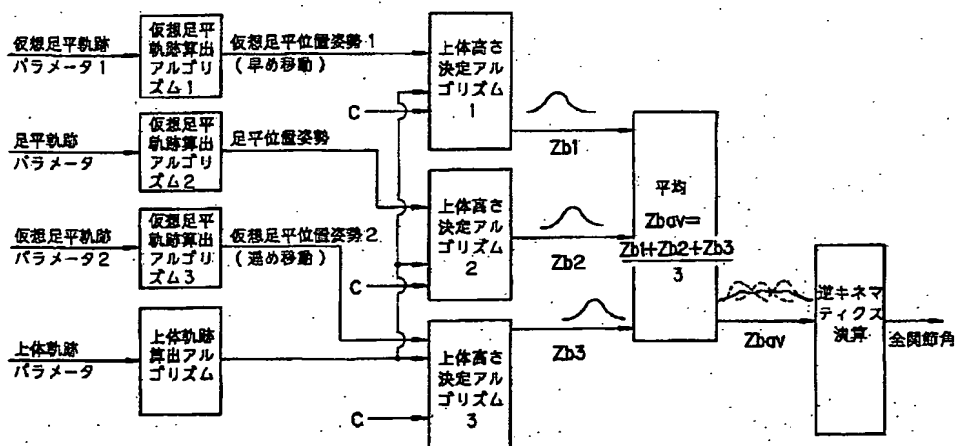 仮想足平軌跡
パラメータ1
仮想足平
軌跡算出
アルゴリ
ズム1
仮想足平位置姿勢1
(早め移動)
C
上体高さ
決定アル
ゴリズム
1
Zb1
足平軌跡
パラメータ
仮想足平
軌跡算出
アルゴリ
ズム2
足平位置姿勢
C
上体高さ
決定アル
ゴリズム
2
Zb2
仮想足平軌跡
パラメータ2
仮想足平
軌跡算出
アルゴリ
ズム3
仮想足平位置姿勢2
(遅め移動)
上体軌跡
パラメータ
上体軌跡
算出アル
ゴリズム
C
上体高さ
決定アル
ゴリズム
3
Zb3
平均
Zbav=
Zb1+Zb2+Zb3
3
Zbav
逆キネマ
ティクス
演算
全関節角